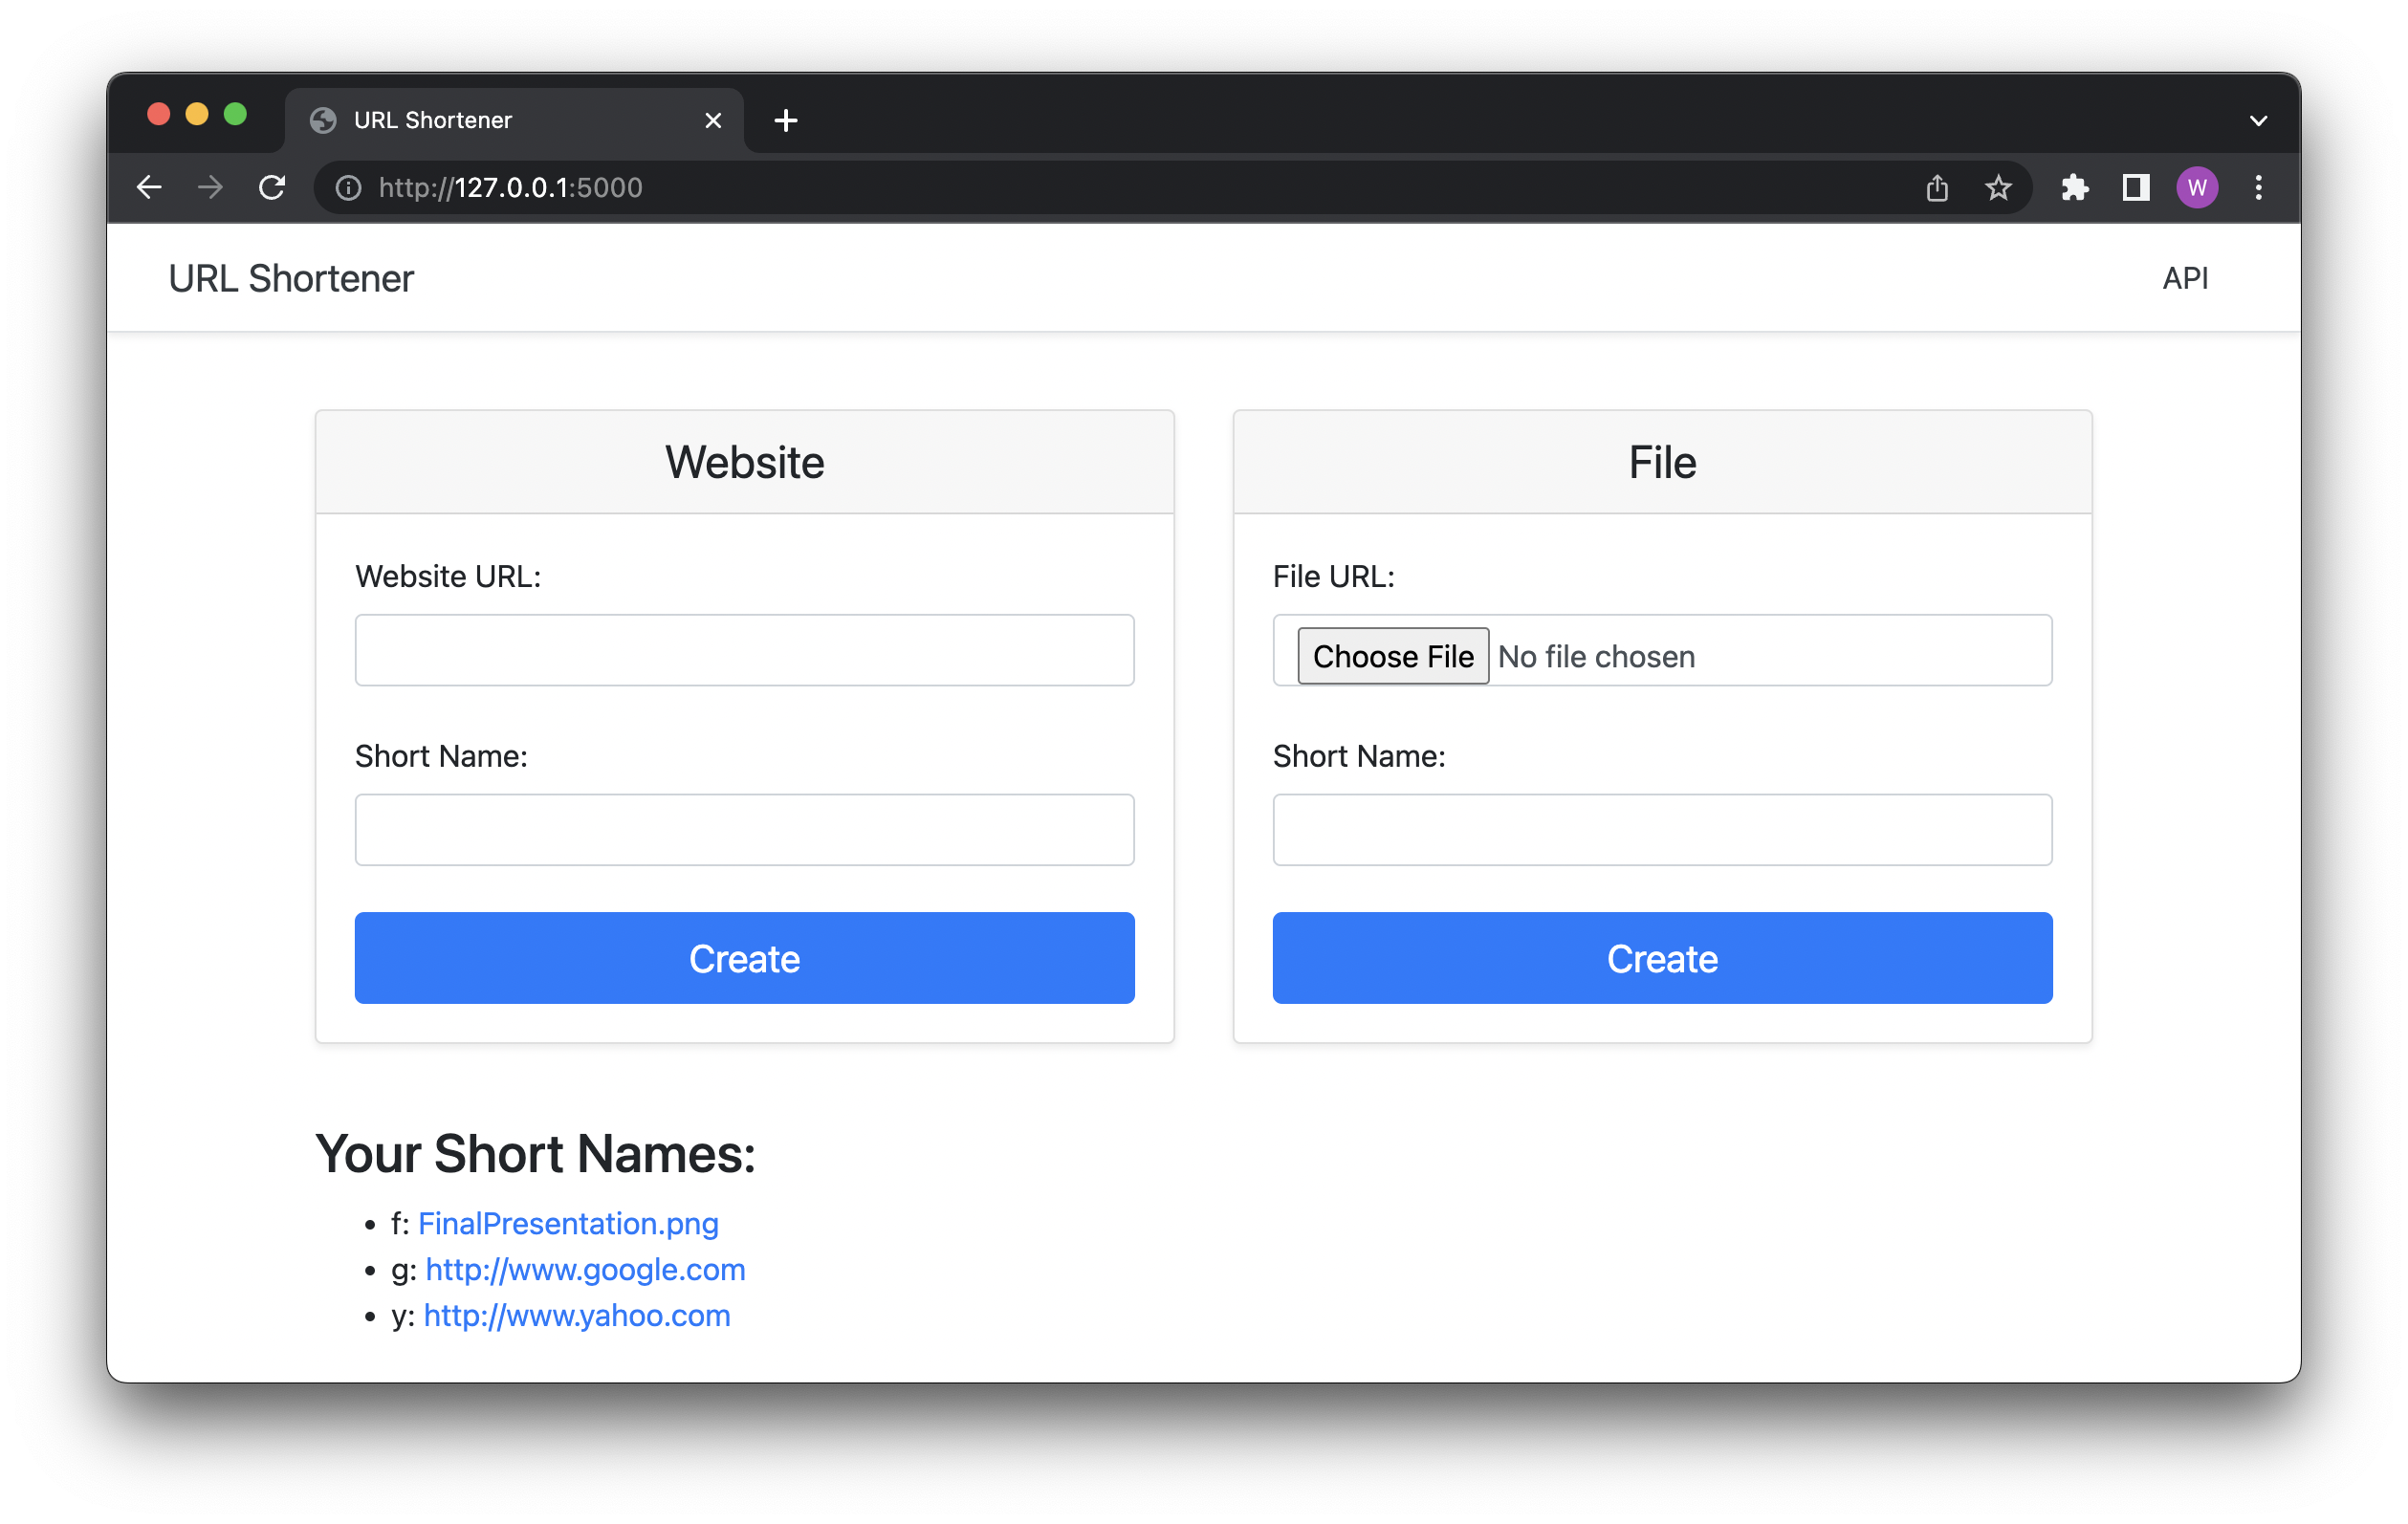 URL Shortener
http://127.0.0.1:5000
W
URL Shortener
API
Website
Website URL:
Short Name:
Create
File
File URL:
Choose File No file chosen
Short Name:
Create
Your Short Names:
f: FinalPresentation.png
g: http://www.google.com
y: http://www.yahoo.com